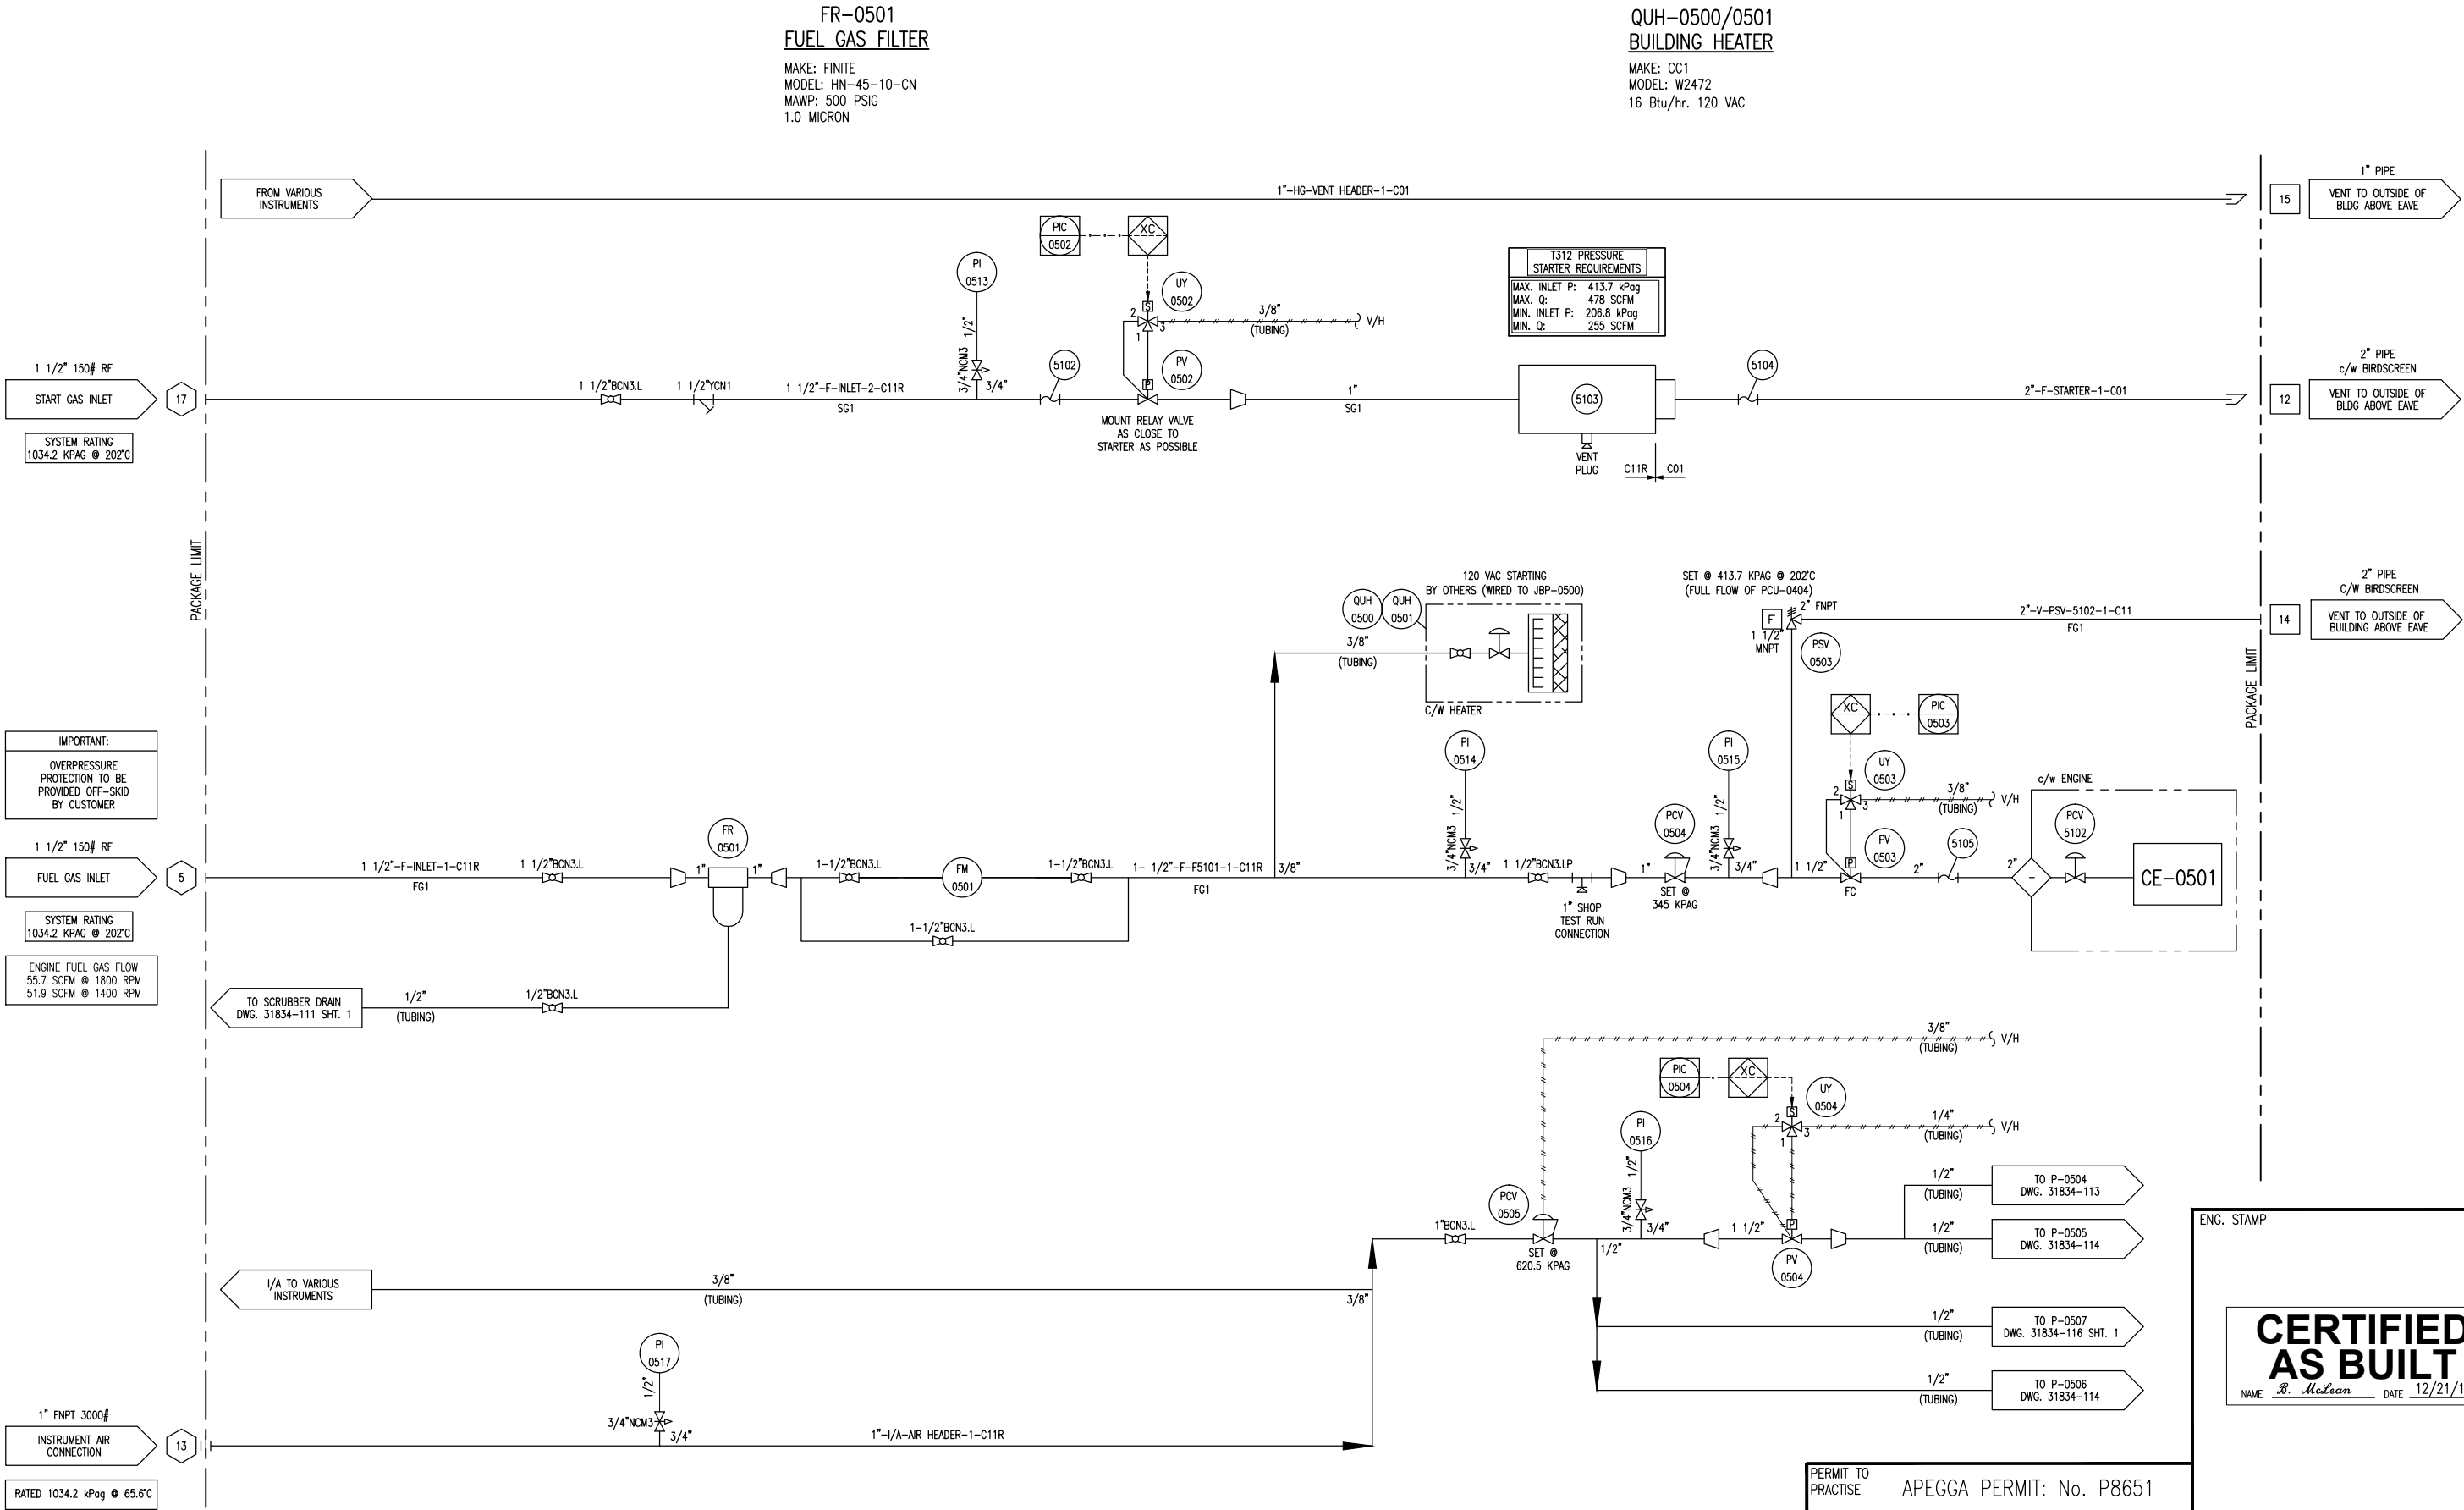 FR-0501
FUEL GAS FILTER
MAKE: FINITE
MODEL: HN-45-10-CN
MAWP: 500 PSIG
1.0 MICRON
QUH-0500/0501
BUILDING HEATER
MAKE: CC1
MODEL: W2472
16 Btu/hr. 120 VAC
FROM VARIOUS
INSTRUMENTS
1"-HG-VENT HEADER-1-C01
15
1" PIPE
VENT TO OUTSIDE OF
BLDG ABOVE EAVE
PIC
0502
XC
PI
0513
UY
0502
S
2
3
1
3/8"
(TUBING)
V/H
1/2"
3/4"NCM3
3/4"
5102
PV
0502
P
T312 PRESSURE
STARTER REQUIREMENTS
MAX. INLET P: 413.7 kPag
MAX. Q: 478 SCFM
MIN. INLET P: 206.8 kPag
MIN. Q: 255 SCFM
1 1/2" 150# RF
START GAS INLET
17
SYSTEM RATING
1034.2 KPAG @ 202°C
1 1/2"BCN3.L
1 1/2"YCN1
1 1/2"-F-INLET-2-C11R
SG1
MOUNT RELAY VALVE
AS CLOSE TO
STARTER AS POSSIBLE
1"
SG1
5103
VENT
PLUG
C11R
C01
5104
2"-F-STARTER-1-C01
12
2" PIPE
c/w BIRDSCREEN
VENT TO OUTSIDE OF
BLDG ABOVE EAVE
PACKAGE LIMIT
120 VAC STARTING
BY OTHERS (WIRED TO JBP-0500)
QUH
0500
QUH
0501
3/8"
(TUBING)
C/W HEATER
SET @ 413.7 KPAG @ 202°C
(FULL FLOW OF PCU-0404)
2" FNPT
F
1 1/2"
MNPT
PSV
0503
2"-V-PSV-5102-1-C11
FG1
14
2" PIPE
C/W BIRDSCREEN
VENT TO OUTSIDE OF
BUILDING ABOVE EAVE
PACKAGE LIMIT
XC
PIC
0503
IMPORTANT:
OVERPRESSURE
PROTECTION TO BE
PROVIDED OFF-SKID
BY CUSTOMER
PI
0514
1/2"
3/4"NCM3
3/4"
PCV
0504
PI
0515
1/2"
3/4"NCM3
3/4"
UY
0503
S
2
3
1
3/8"
(TUBING)
V/H
PV
0503
P
c/w ENGINE
PCV
5102
1 1/2" 150# RF
FUEL GAS INLET
5
SYSTEM RATING
1034.2 KPAG @ 202°C
ENGINE FUEL GAS FLOW
55.7 SCFM @ 1800 RPM
51.9 SCFM @ 1400 RPM
1 1/2"-F-INLET-1-C11R
FG1
1 1/2"BCN3.L
FR
0501
1"
1"
1-1/2"BCN3.L
FM
0501
1-1/2"BCN3.L
1-1/2"BCN3.L
1- 1/2"-F-F5101-1-C11R
FG1
3/8"
1 1/2"BCN3.LP
1" SHOP
TEST RUN
CONNECTION
1"
SET @
345 KPAG
1 1/2"
FC
2"
5105
2"
CE-0501
TO SCRUBBER DRAIN
DWG. 31834-111 SHT. 1
1/2"
(TUBING)
1/2"BCN3.L
3/8"
(TUBING)
V/H
PIC
0504
XC
UY
0504
S
2
3
1
1/4"
(TUBING)
V/H
PI
0516
1/2"
3/4"NCM3
3/4"
PCV
0505
1"BCN3.L
SET @
620.5 KPAG
1/2"
1 1/2"
P
PV
0504
1/2"
(TUBING)
TO P-0504
DWG. 31834-113
1/2"
(TUBING)
TO P-0505
DWG. 31834-114
1/2"
(TUBING)
TO P-0507
DWG. 31834-116 SHT. 1
1/2"
(TUBING)
TO P-0506
DWG. 31834-114
I/A TO VARIOUS
INSTRUMENTS
3/8"
(TUBING)
3/8"
PI
0517
1/2"
3/4"NCM3
3/4"
1" FNPT 3000#
INSTRUMENT AIR
CONNECTION
13
RATED 1034.2 kPag @ 65.6°C
1"-I/A-AIR HEADER-1-C11R
ENG. STAMP
CERTIFIED
AS BUILT
NAME B. McLean DATE 12/21/1
PERMIT TO
PRACTISE
APEGGA PERMIT: No. P8651